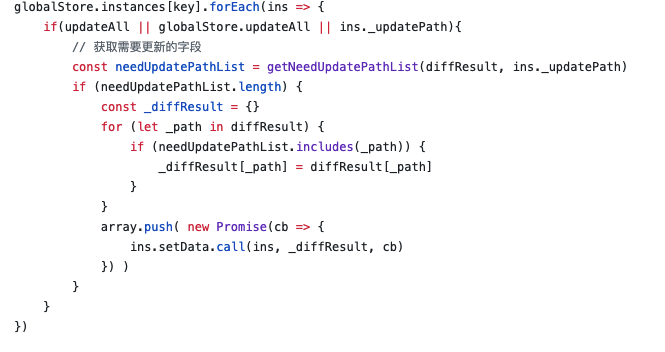 globalStore.instances[key].forEach(ins => {
    if(updateAll || globalStore.updateAll || ins._updatePath){
        // 获取需要更新的字段
        const needUpdatePathList = getNeedUpdatePathList(diffResult, ins._updatePath)
        if (needUpdatePathList.length) {
            const _diffResult = {}
            for (let _path in diffResult) {
                if (needUpdatePathList.includes(_path)) {
                    _diffResult[_path] = diffResult[_path]
                }
            }
            array.push( new Promise(cb => {
                ins.setData.call(ins, _diffResult, cb)
            }) )
        }
    }
})